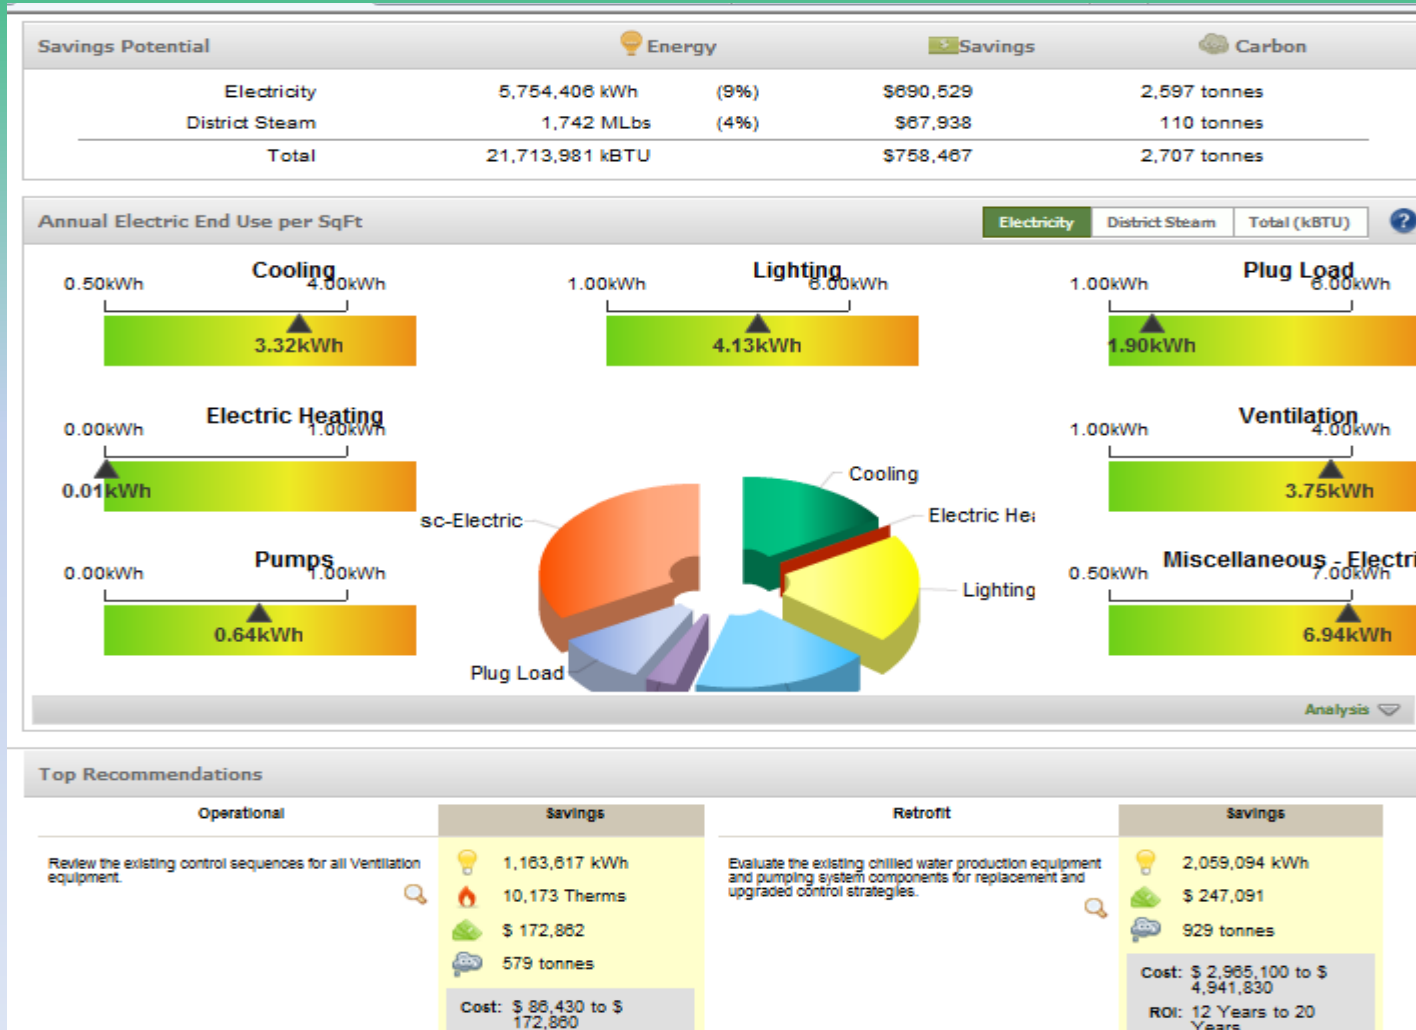 Savings Potential Energy Savings Carbon
Electricity 5,754,406 kWh (9%) $690,529 2,597 tonnes
District Steam 1,742 MLbs (4%) $67,938 110 tonnes
Total 21,713,981 kBTU $758,467 2,707 tonnes
Annual Electric End Use per SqFt Electricity District Steam Total (kBTU) ?
Cooling
0.50kWh 4.00kWh
3.32kWh
Lighting
1.00kWh 6.00kWh
4.13kWh
Plug Load
1.00kWh 6.00kWh
1.90kWh
Electric Heating
0.00kWh 1.00kWh
0.01kWh
Ventilation
1.00kWh 4.00kWh
3.75kWh
Pumps
0.00kWh 1.00kWh
0.64kWh
Miscellaneous - Electri
0.50kWh 7.00kWh
6.94kWh
Cooling
Electric Hea
Lighting
sc-Electric
Plug Load
Analysis
Top Recommendations
Operational Savings Retrofit Savings
Review the existing control sequences for all Ventilation
equipment.
1,163,617 kWh
10,173 Therms
$ 172,862
579 tonnes
Cost: $ 86,430 to $
172,860
Evaluate the existing chilled water production equipment
and pumping system components for replacement and
upgraded control strategies.
2,059,094 kWh
$ 247,091
929 tonnes
Cost: $ 2,965,100 to $
4,941,830
ROI: 12 Years to 20
Years